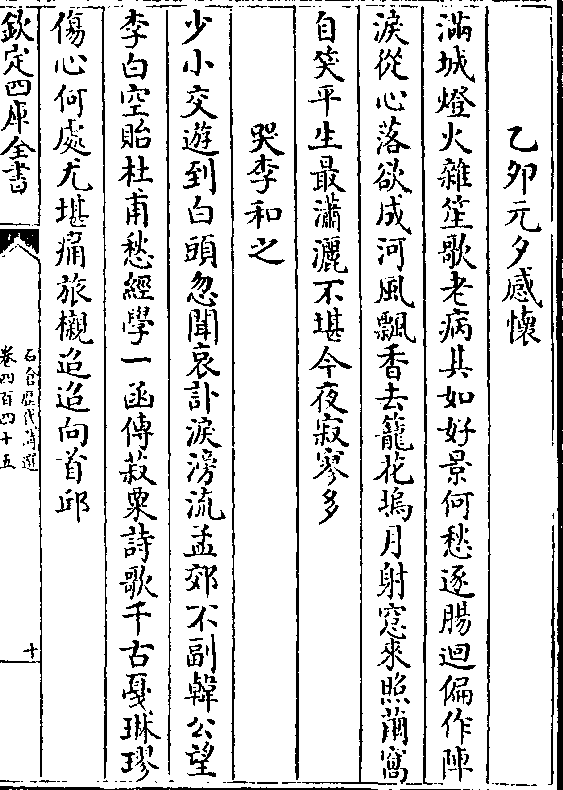 乙卯元夕感懷
滿城燈火雜笙歌老病其如好景何愁逐腸迴偏作陣
淚從心落欲成河風飄香去籠花塢月射窓來照藥窩
自笑平生最瀟灑不堪今夜寂寥多
哭李和之
少小交遊到白頭忽聞哀訃淚滂流孟郊不副韓公望
李白空貽杜甫愁經學一函傳菽粟詩歌千古戛琳璆
傷心何處尤堪痛旅櫬迢迢向首邱
欽定四庫全書
石倉歷代詩選
卷四百四十五
十